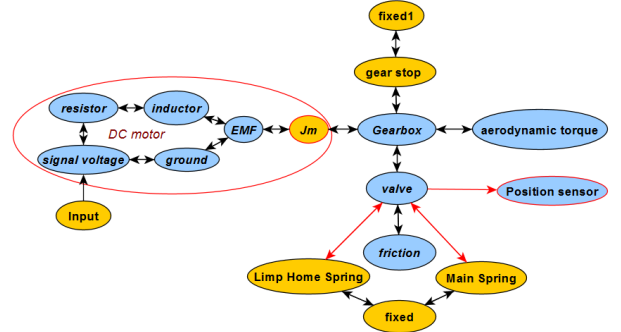 fixed1
gear stop
resistor
inductor
DC motor
EMF
Jm
Gearbox
aerodynamic torque
signal voltage
ground
valve
Position sensor
Input
friction
Limp Home Spring
Main Spring
fixed